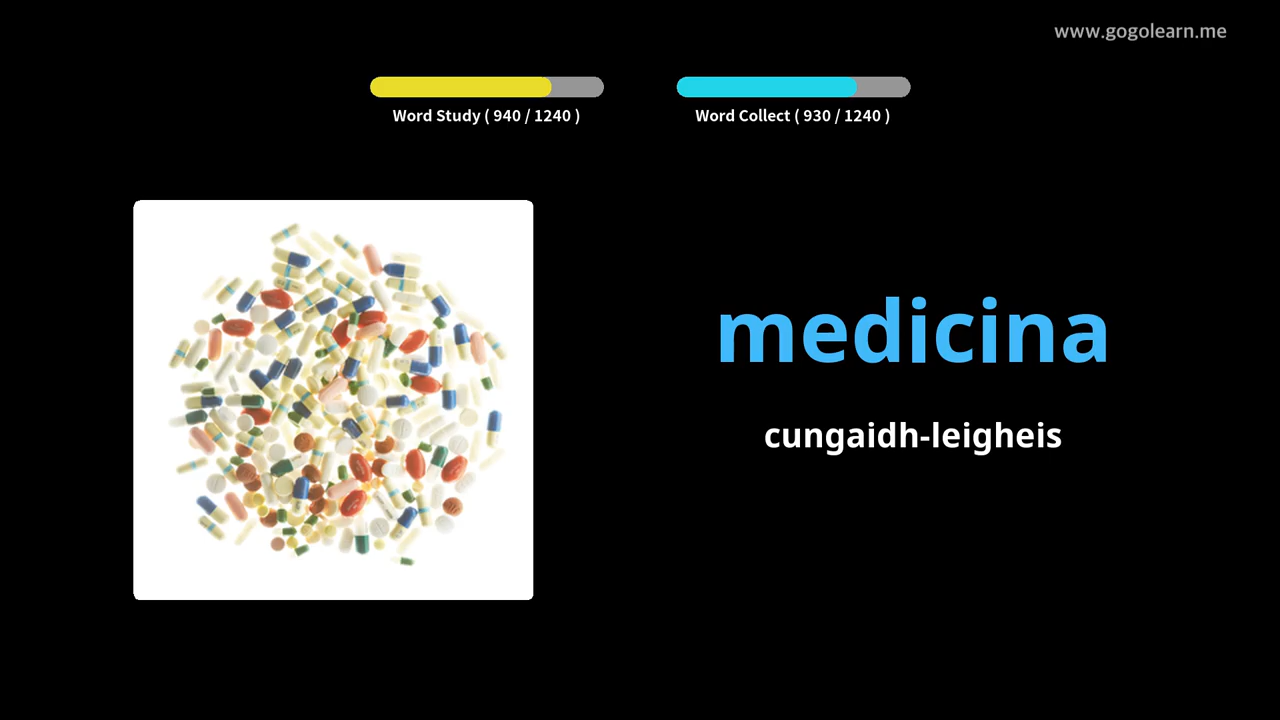 www.gogolearn.me
Word Study ( 940 / 1240 )
Word Collect ( 930 / 1240 )
medicina
cungaidh-leigheis